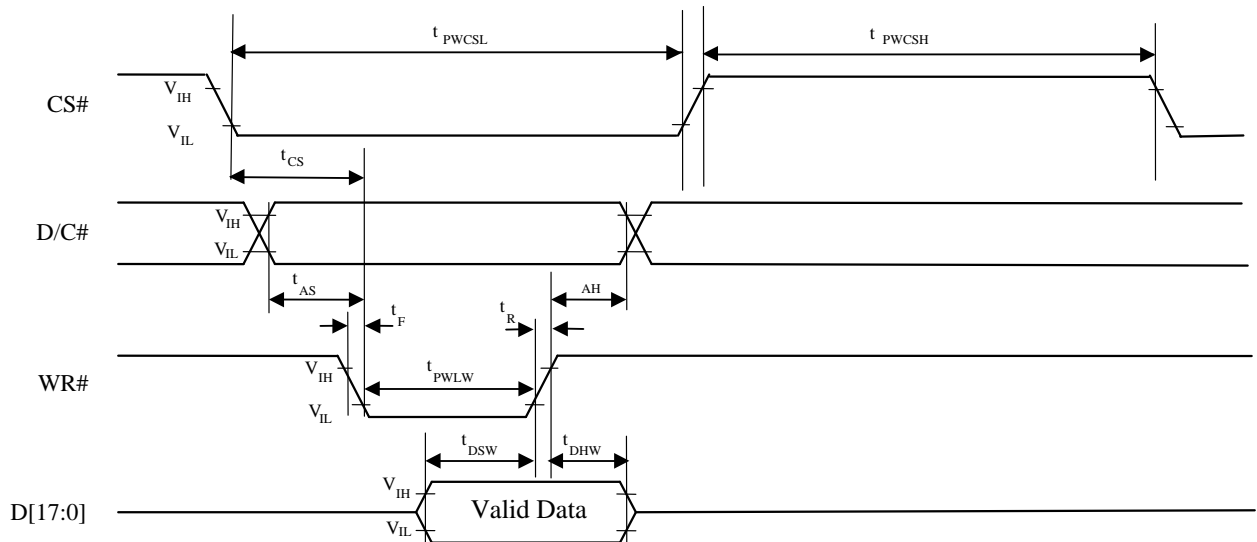 t PWCSL
t PWCSH
CS#
VIH
VIL
tCS
D/C#
VIH
VIL
tAS
AH
tF
tR
WR#
VIH
VIL
tPWLW
tDSW
tDHW
D[17:0]
VIH
VIL
Valid Data